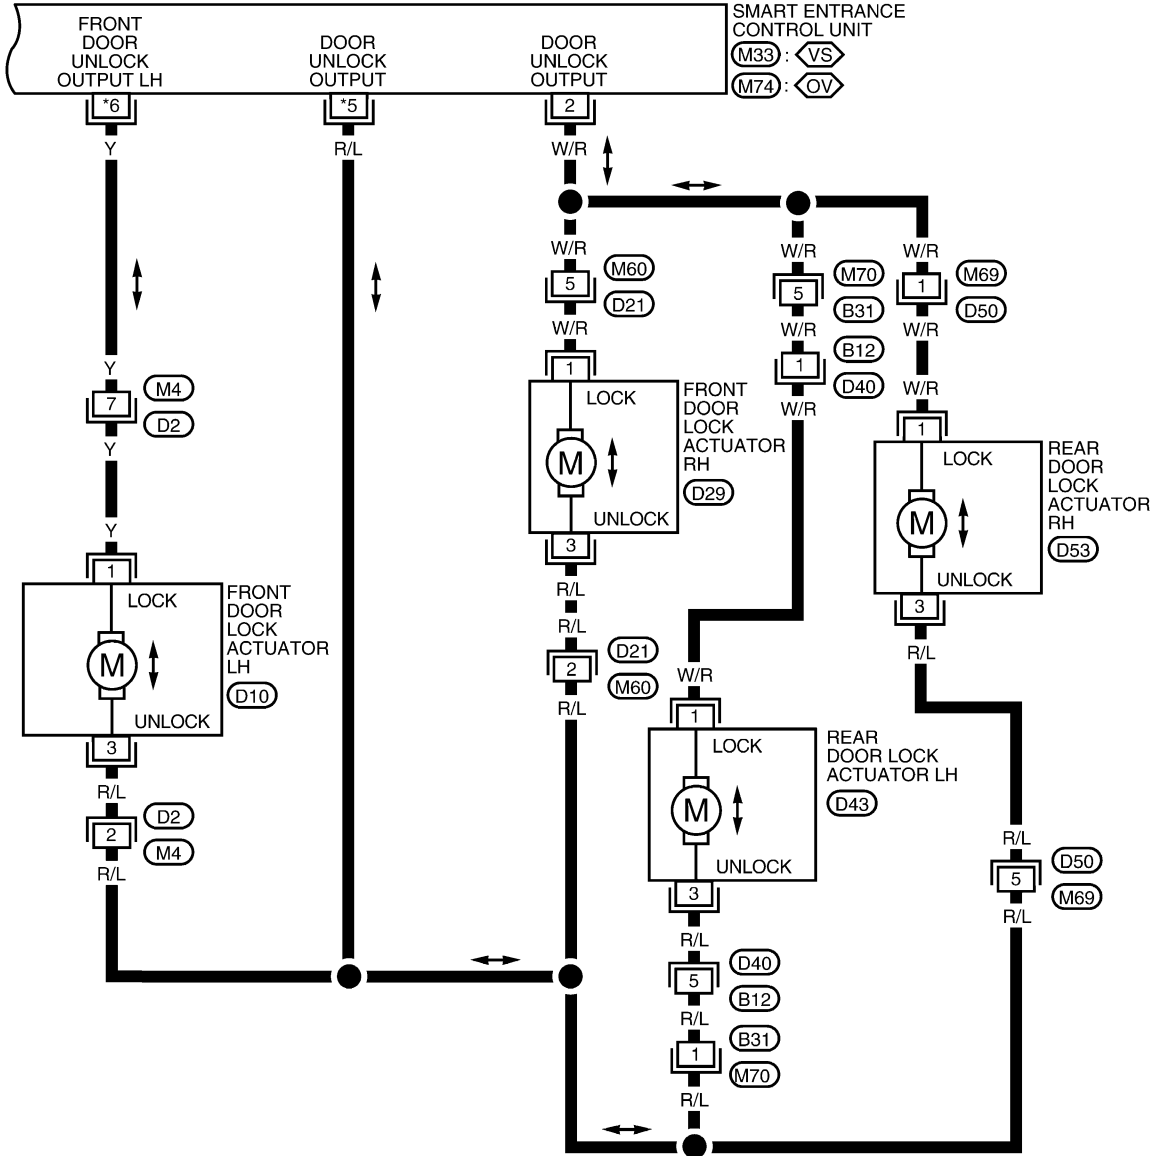 FRONT
DOOR
UNLOCK
OUTPUT LH
DOOR
UNLOCK
OUTPUT
DOOR
UNLOCK
OUTPUT
SMART ENTRANCE
CONTROL UNIT
M33 : VS
M74 : OV
*6
*5
2
Y
R/L
W/R
W/R
W/R
W/R
5
M60
D21
5
M70
B31
1
M69
D50
W/R
W/R
W/R
1
B12
D40
W/R
W/R
Y
7
M4
D2
Y
Y
1
LOCK
M
UNLOCK
3
FRONT
DOOR
LOCK
ACTUATOR
RH
D29
1
LOCK
M
UNLOCK
3
REAR
DOOR
LOCK
ACTUATOR
RH
D53
1
LOCK
M
UNLOCK
3
FRONT
DOOR
LOCK
ACTUATOR
LH
D10
R/L
R/L
2
D21
M60
R/L
R/L
W/R
1
LOCK
M
UNLOCK
3
REAR
DOOR LOCK
ACTUATOR LH
D43
R/L
2
D2
M4
R/L
R/L
5
D50
M69
R/L
R/L
5
D40
B12
R/L
1
B31
M70
R/L